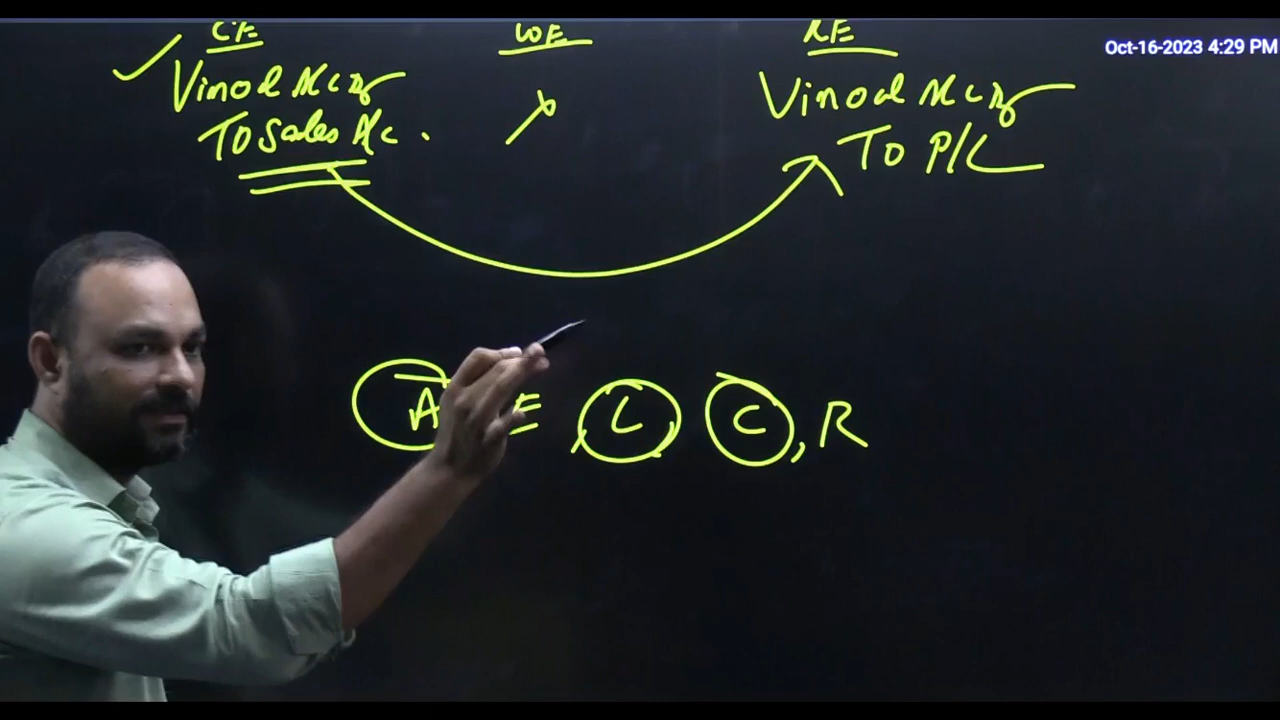 CE WE RE
Oct-16-2023 4:29 PM
Vinod A/c Dr
Vinod A/c Dr
To Sales A/c.
To P/L
A E, L C, R